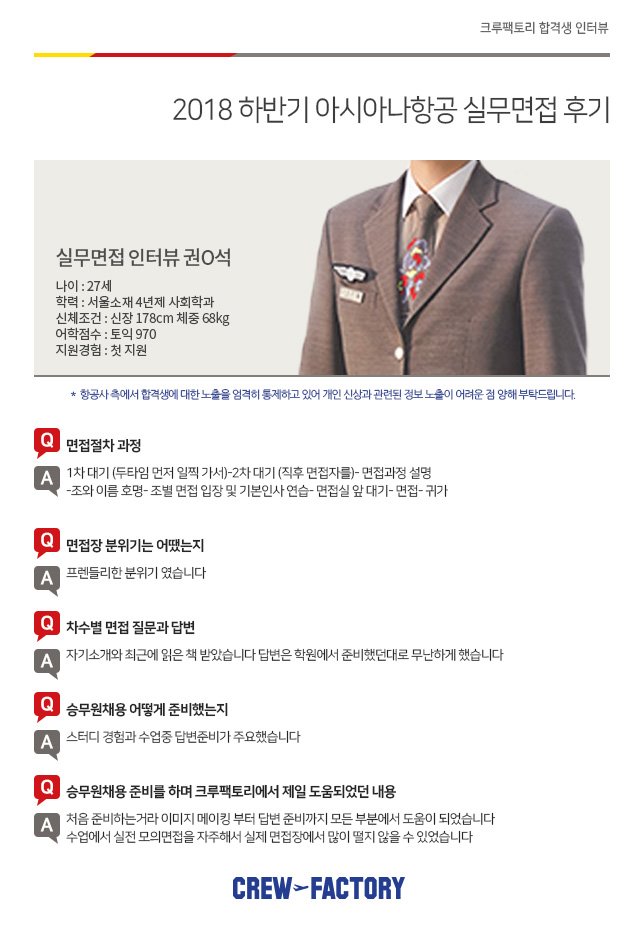 크루팩토리 합격생 인터뷰
2018 하반기 아시아나항공 실무면접 후기
실무면접 인터뷰 권O석
나이 : 27세
학력 : 서울소재 4년제 사회학과
신체조건 : 신장 178cm 체중 68kg
어학점수 : 토익 970
지원경험 : 첫 지원
* 항공사 측에서 합격생에 대한 노출을 엄격히 통제하고 있어 개인 신상과 관련된 정보 노출이 어려운 점 양해 부탁드립니다.
Q 면접절차 과정
A 1차 대기 (두타임 먼저 일찍 가서)-2차 대기 (직후 면접자를)- 면접과정 설명
-조와 이름 호명- 조별 면접 입장 및 기본인사 연습- 면접실 앞 대기- 면접- 귀가
Q 면접장 분위기는 어땠는지
A 프렌들리한 분위기 였습니다
Q 차수별 면접 질문과 답변
A 자기소개와 최근에 읽은 책 받았습니다 답변은 학원에서 준비했던대로 무난하게 했습니다
Q 승무원채용 어떻게 준비했는지
A 스터디 경험과 수업중 답변준비가 주요했습니다
Q 승무원채용 준비를 하며 크루팩토리에서 제일 도움되었던 내용
A 처음 준비하는거라 이미지 메이킹 부터 답변 준비까지 모든 부분에서 도움이 되었습니다
수업에서 실전 모의면접을 자주해서 실제 면접장에서 많이 떨지 않을 수 있었습니다
CREW FACTORY